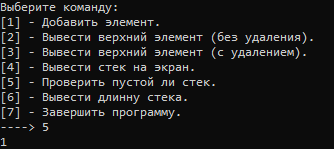 Выберите команду:
[1] - Добавить элемент.
[2] - Вывести верхний элемент (без удаления).
[3] - Вывести верхний элемент (с удалением).
[4] - Вывести стек на экран.
[5] - Проверить пустой ли стек.
[6] - Вывести длинну стека.
[7] - Завершить программу.
----> 5
1